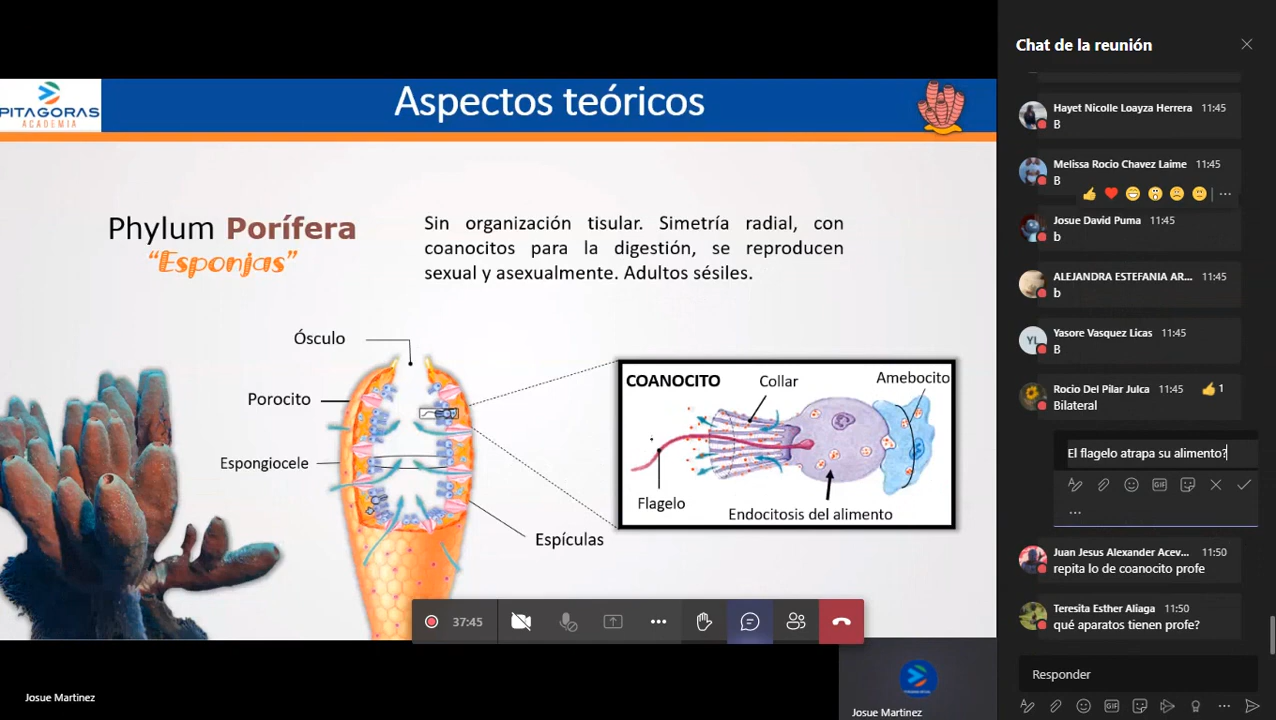 PITAGORAS
ACADEMIA
Aspectos teóricos
Phylum Porífera
"Esponjas"
Sin organización tisular. Simetría radial, con
coanocitos para la digestión, se reproducen
sexual y asexualmente. Adultos sésiles.
Ósculo
Porocito
Espongiocele
Espículas
COANOCITO
Collar
Amebocito
Flagelo
Endocitosis del alimento
37:45
Josue Martinez
Josue Martinez
Chat de la reunión
Hayet Nicolle Loayza Herrera 11:45
B
Melissa Rocio Chavez Laime 11:45
B
Josue David Puma 11:45
b
ALEJANDRA ESTEFANIA AR... 11:45
b
YL
Yasore Vasquez Licas 11:45
B
Rocio Del Pilar Julca 11:45 1
Bilateral
El flagelo atrapa su alimento?
Juan Jesus Alexander Acev... 11:50
repita lo de coanocito profe
Teresita Esther Aliaga 11:50
qué aparatos tienen profe?
Responder